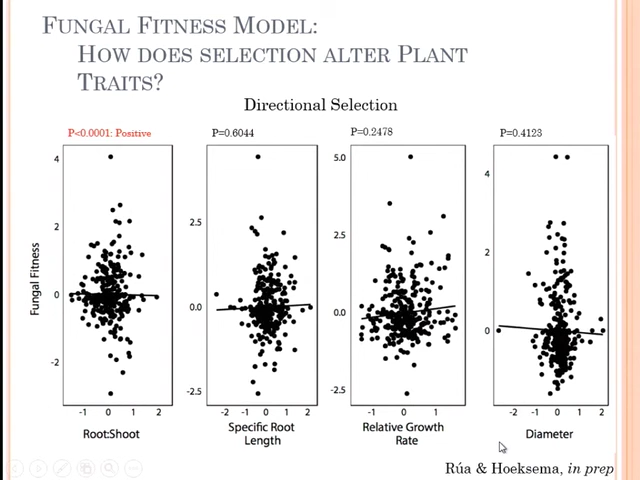 FUNGAL FITNESS MODEL:
HOW DOES SELECTION ALTER PLANT
TRAITS?
Directional Selection
P<0.0001: Positive
P=0.6044
P=0.2478
P=0.4123
Fungal Fitness
4
2
0
-2
-1 0 1 2
Root:Shoot
2.5
0.0
-2.5
-2 -1 0 1 2
Specific Root
Length
5.0
2.5
0.0
-2.5
-1 0 1
Relative Growth
Rate
4
2
0
-2 -1 0 1 2
Diameter
Rúa & Hoeksema, in prep